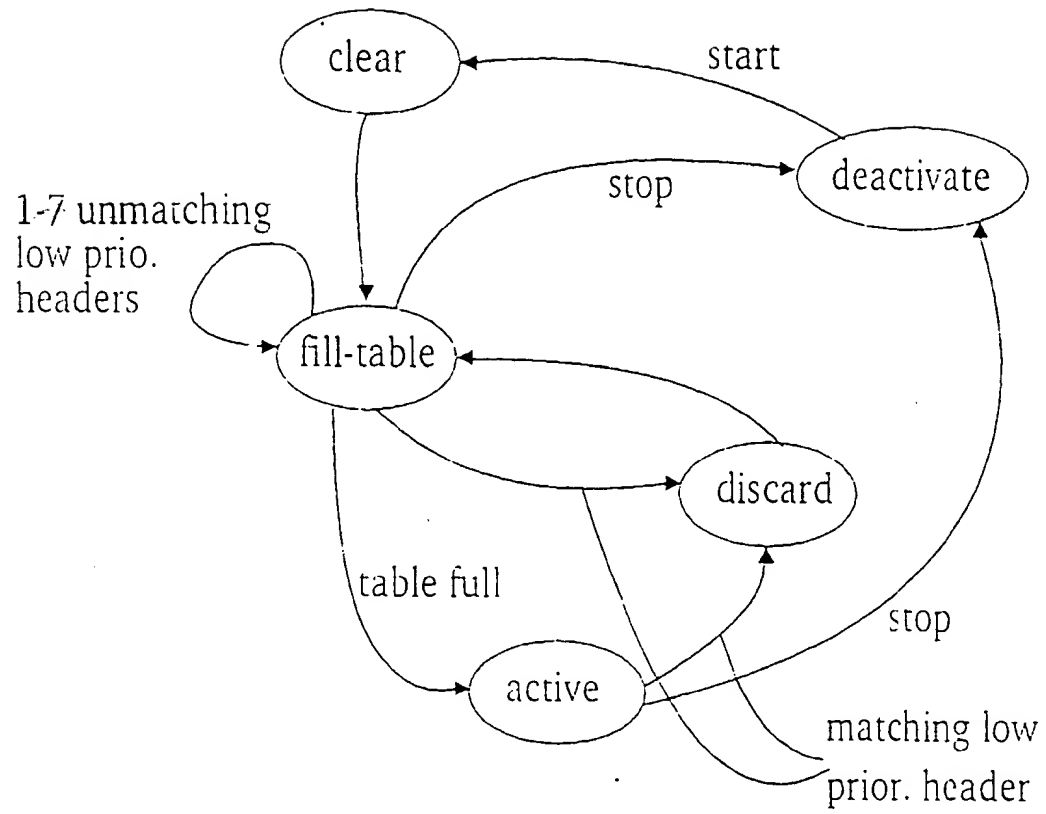 clear
start
deactivate
stop
1-7 unmatching
low prio.
headers
fill-table
discard
table full
stop
active
matching low
prior. header